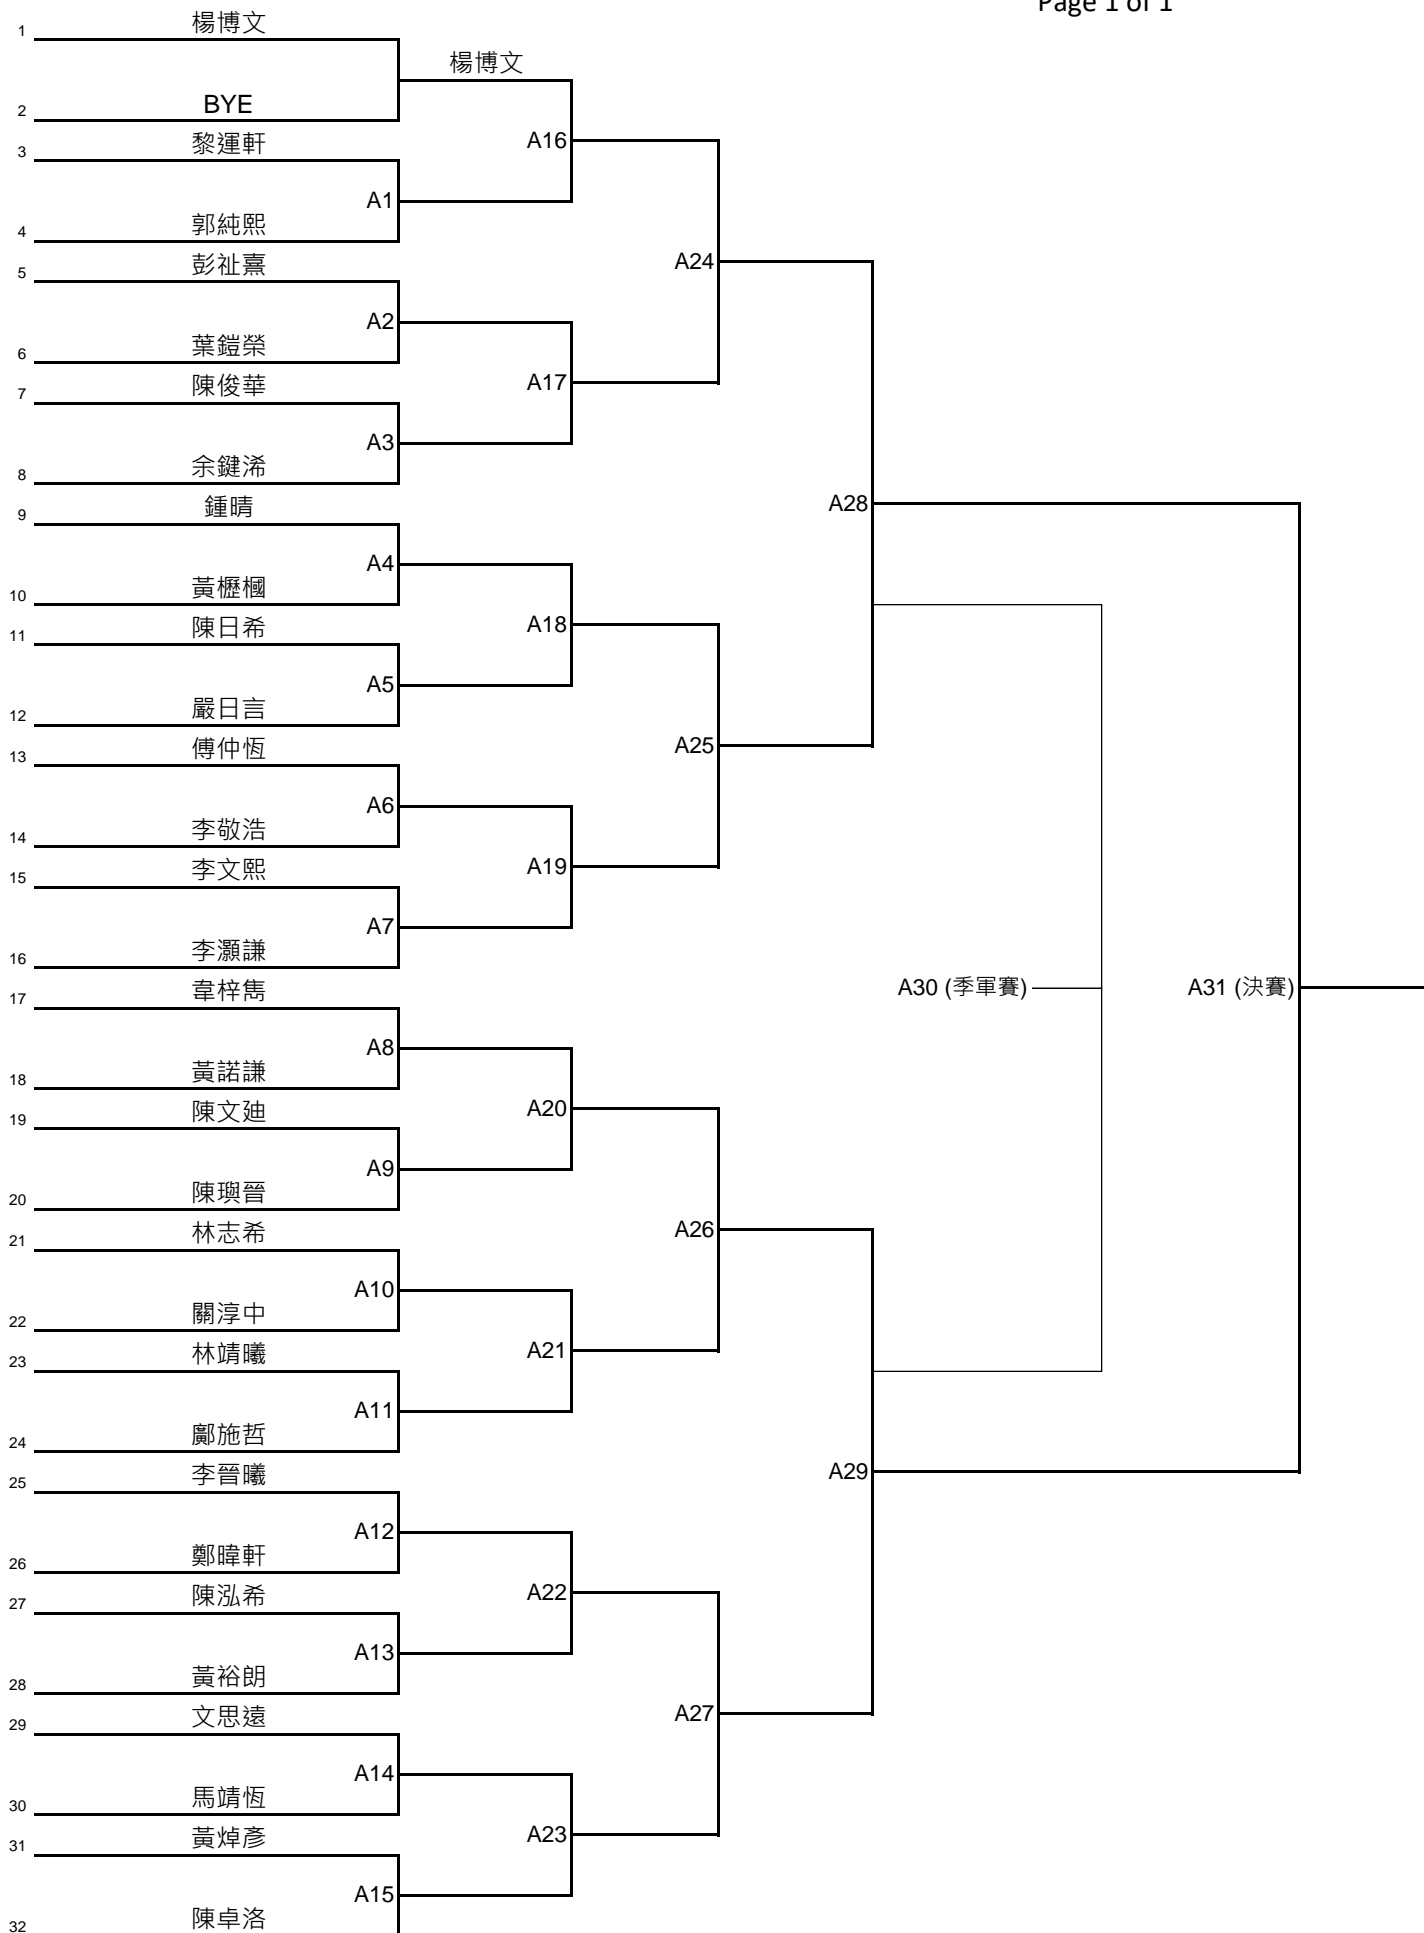 Page 1 of 1
1 楊博文
楊博文
2 BYE
3 黎運軒
A16
A1
4 郭純熙
5 彭祉熹
A24
A2
6 葉鎧榮
7 陳俊華
A17
A3
8 余鍵浠
9 鍾晴
A28
A4
10 黃櫪槶
11 陳日希
A18
A5
12 嚴日言
13 傅仲恆
A25
A6
14 李敬浩
15 李文熙
A19
A7
16 李灝謙
17 韋梓雋
A30 (季軍賽)
A31 (決賽)
A8
18 黃諾謙
19 陳文廸
A20
A9
20 陳璵晉
21 林志希
A26
A10
22 關淳中
23 林靖曦
A21
A11
24 鄺施哲
25 李晉曦
A29
A12
26 鄭暐軒
27 陳泓希
A22
A13
28 黃裕朗
29 文思遠
A27
A14
30 馬靖恆
31 黃焯彥
A23
A15
32 陳卓洛